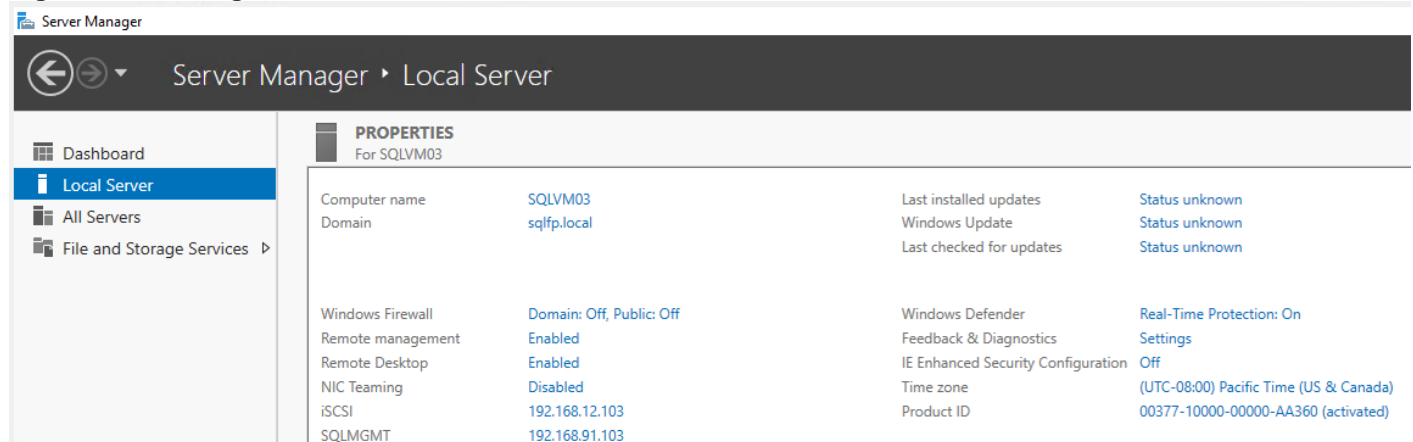 Server Manager
Server Manager ‣ Local Server
Dashboard
Local Server
All Servers
File and Storage Services
PROPERTIES
For SQLVM03
Computer name SQLVM03 Last installed updates Status unknown
Domain sqlfp.local Windows Update Status unknown
Last checked for updates Status unknown
Windows Firewall Domain: Off, Public: Off Windows Defender Real-Time Protection: On
Remote management Enabled Feedback & Diagnostics Settings
Remote Desktop Enabled IE Enhanced Security Configuration Off
NIC Teaming Disabled Time zone (UTC-08:00) Pacific Time (US & Canada)
iSCSI 192.168.12.103 Product ID 00377-10000-00000-AA360 (activated)
SQLMGMT 192.168.91.103